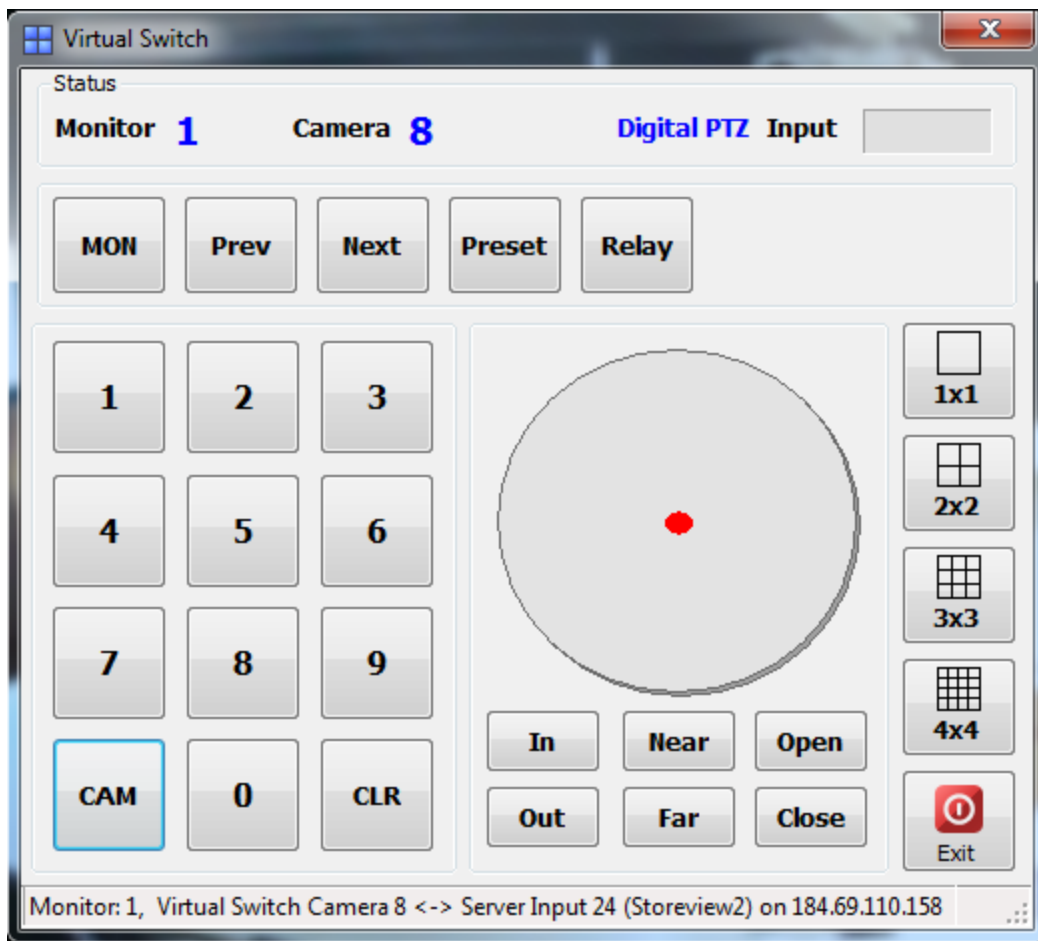 Virtual Switch
Status
Monitor 1 Camera 8 Digital PTZ Input
MON Prev Next Preset Relay
1 2 3
4 5 6
7 8 9
CAM 0 CLR
In Near Open
Out Far Close
1x1
2x2
3x3
4x4
Exit
Monitor: 1, Virtual Switch Camera 8 <-> Server Input 24 (Storeview2) on 184.69.110.158